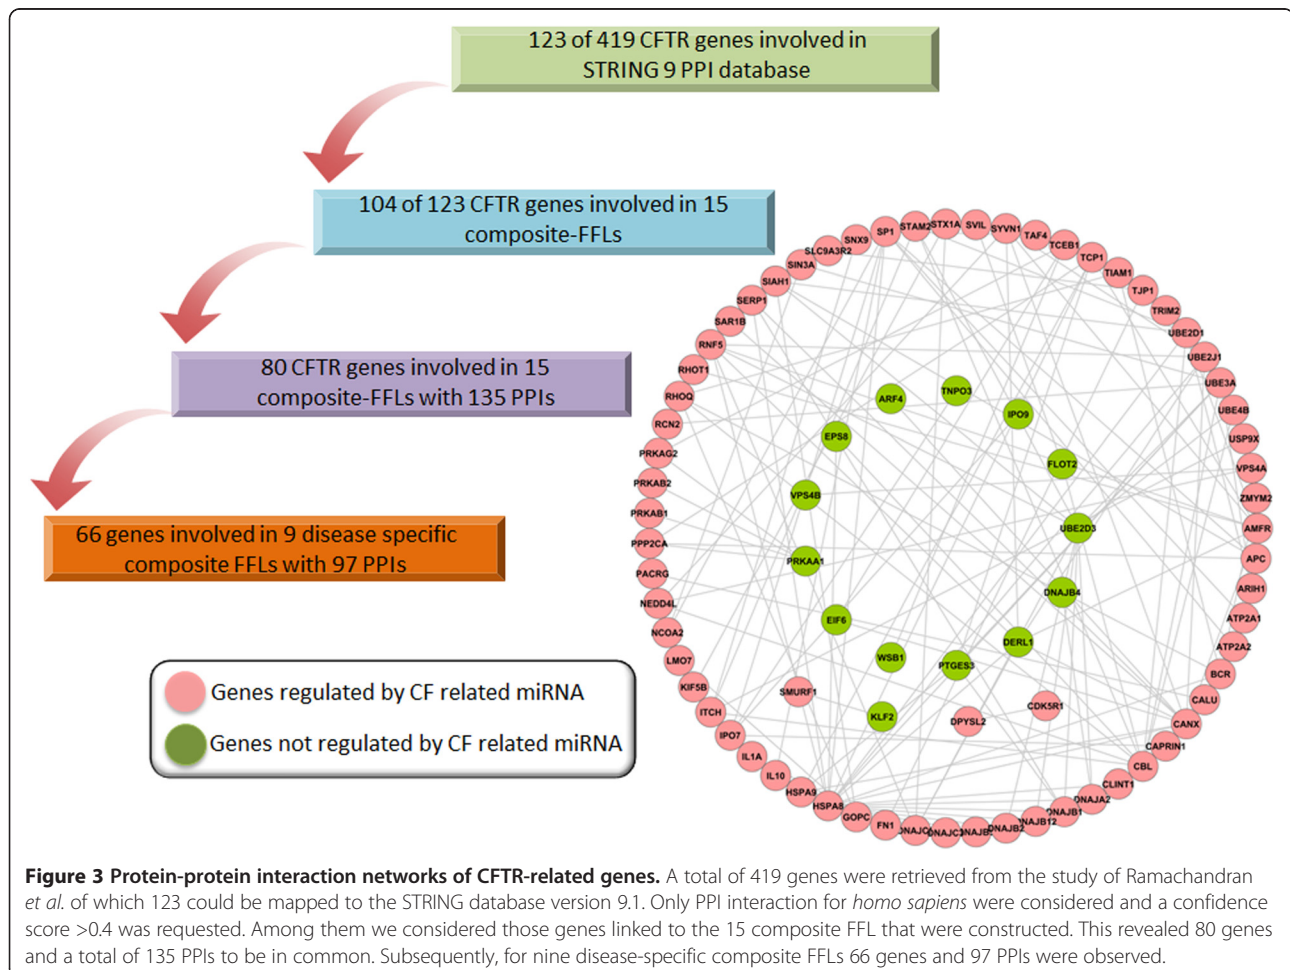 123 of 419 CFTR genes involved in
STRING 9 PPI database
104 of 123 CFTR genes involved in 15
composite-FFLs
80 CFTR genes involved in 15
composite-FFLs with 135 PPIs
66 genes involved in 9 disease specific
composite FFLs with 97 PPIs
Genes regulated by CF related miRNA
Genes not regulated by CF related miRNA
SP1
STAM2
STX1A
SVIL
SYVN1
TAF4
TCEB1
TCP1
TIAM1
TJP1
TRIM2
UBE2D1
UBE2J1
UBE3A
UBE4B
USP9X
VPS4A
ZMYM2
AMFR
APC
ARIH1
ATP2A1
ATP2A2
BCR
CALU
CANX
CAPRIN1
CBL
CLINT1
DNAJA2
DNAJB1
NAJB12
DNAJB2
NAJB
DNAJC
DNAJC
FN1
GOPC
HSPA8
HSPA9
IL10
IL1A
IPO7
ITCH
KIF5B
LMO7
NCOA2
NEDD4L
PACRG
PPP2CA
PRKAB1
PRKAB2
PRKAG2
RCN2
RHOQ
RHOT1
RNF5
SAR1B
SERP1
SIAH1
SIN3A
SLC9A3R2
SNX9
ARF4
TNPO3
IPO9
FLOT2
UBE2D3
DNAJB4
DERL1
PTGES3
WSB1
EIF6
PRKAA1
VPS4B
EPS8
SMURF1
KLF2
DPYSL2
CDK5R1
Figure 3 Protein-protein interaction networks of CFTR-related genes. A total of 419 genes were retrieved from the study of Ramachandran
et al. of which 123 could be mapped to the STRING database version 9.1. Only PPI interaction for homo sapiens were considered and a confidence
score >0.4 was requested. Among them we considered those genes linked to the 15 composite FFL that were constructed. This revealed 80 genes
and a total of 135 PPIs to be in common. Subsequently, for nine disease-specific composite FFLs 66 genes and 97 PPIs were observed.